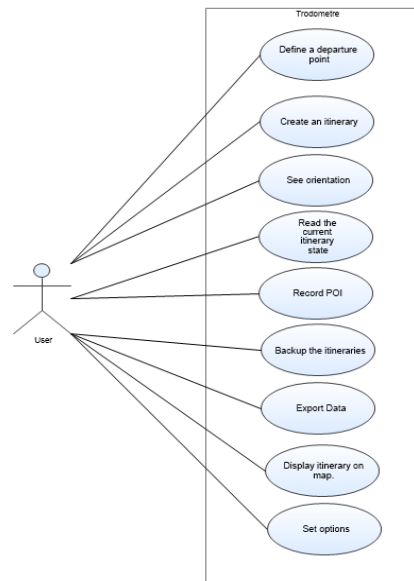 Trodometre
Define a departure
point
Create an itinerary
See orientation
Read the
current
itinerary
state
Record POI
User
Backup the itineraries
Export Data
Display itinerary on
map.
Set options